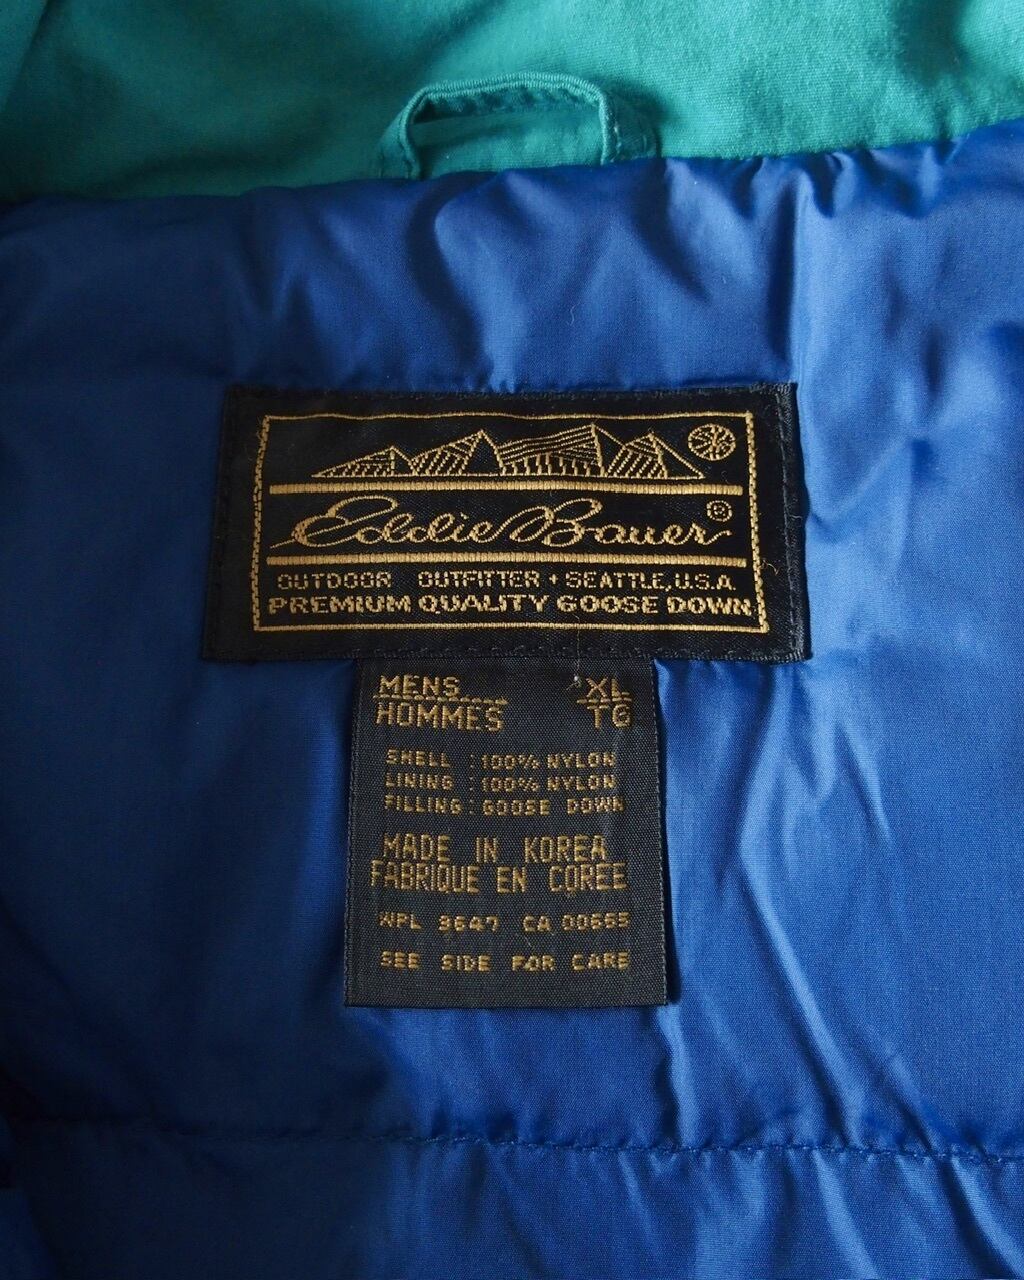 Eddie Bauer®
OUTDOOR OUTFITTER • SEATTLE, U.S.A.
PREMIUM QUALITY GOOSE DOWN
MENS XL
HOMMES TG
SHELL : 100% NYLON
LINING : 100% NYLON
FILLING : GOOSE DOWN
MADE IN KOREA
FABRIQUE EN COREE
WPL 3647 CA 00655
SEE SIDE FOR CARE